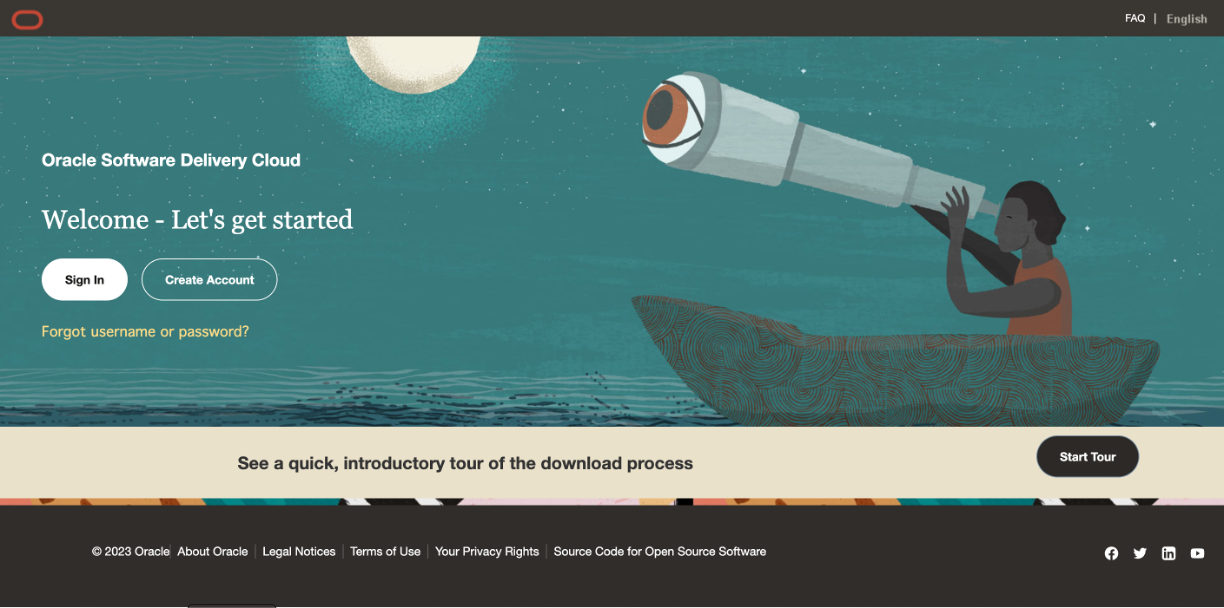 FAQ | English
Oracle Software Delivery Cloud
Welcome - Let's get started
Sign In Create Account
Forgot username or password?
See a quick, introductory tour of the download process
Start Tour
© 2023 Oracle | About Oracle | Legal Notices | Terms of Use | Your Privacy Rights | Source Code for Open Source Software